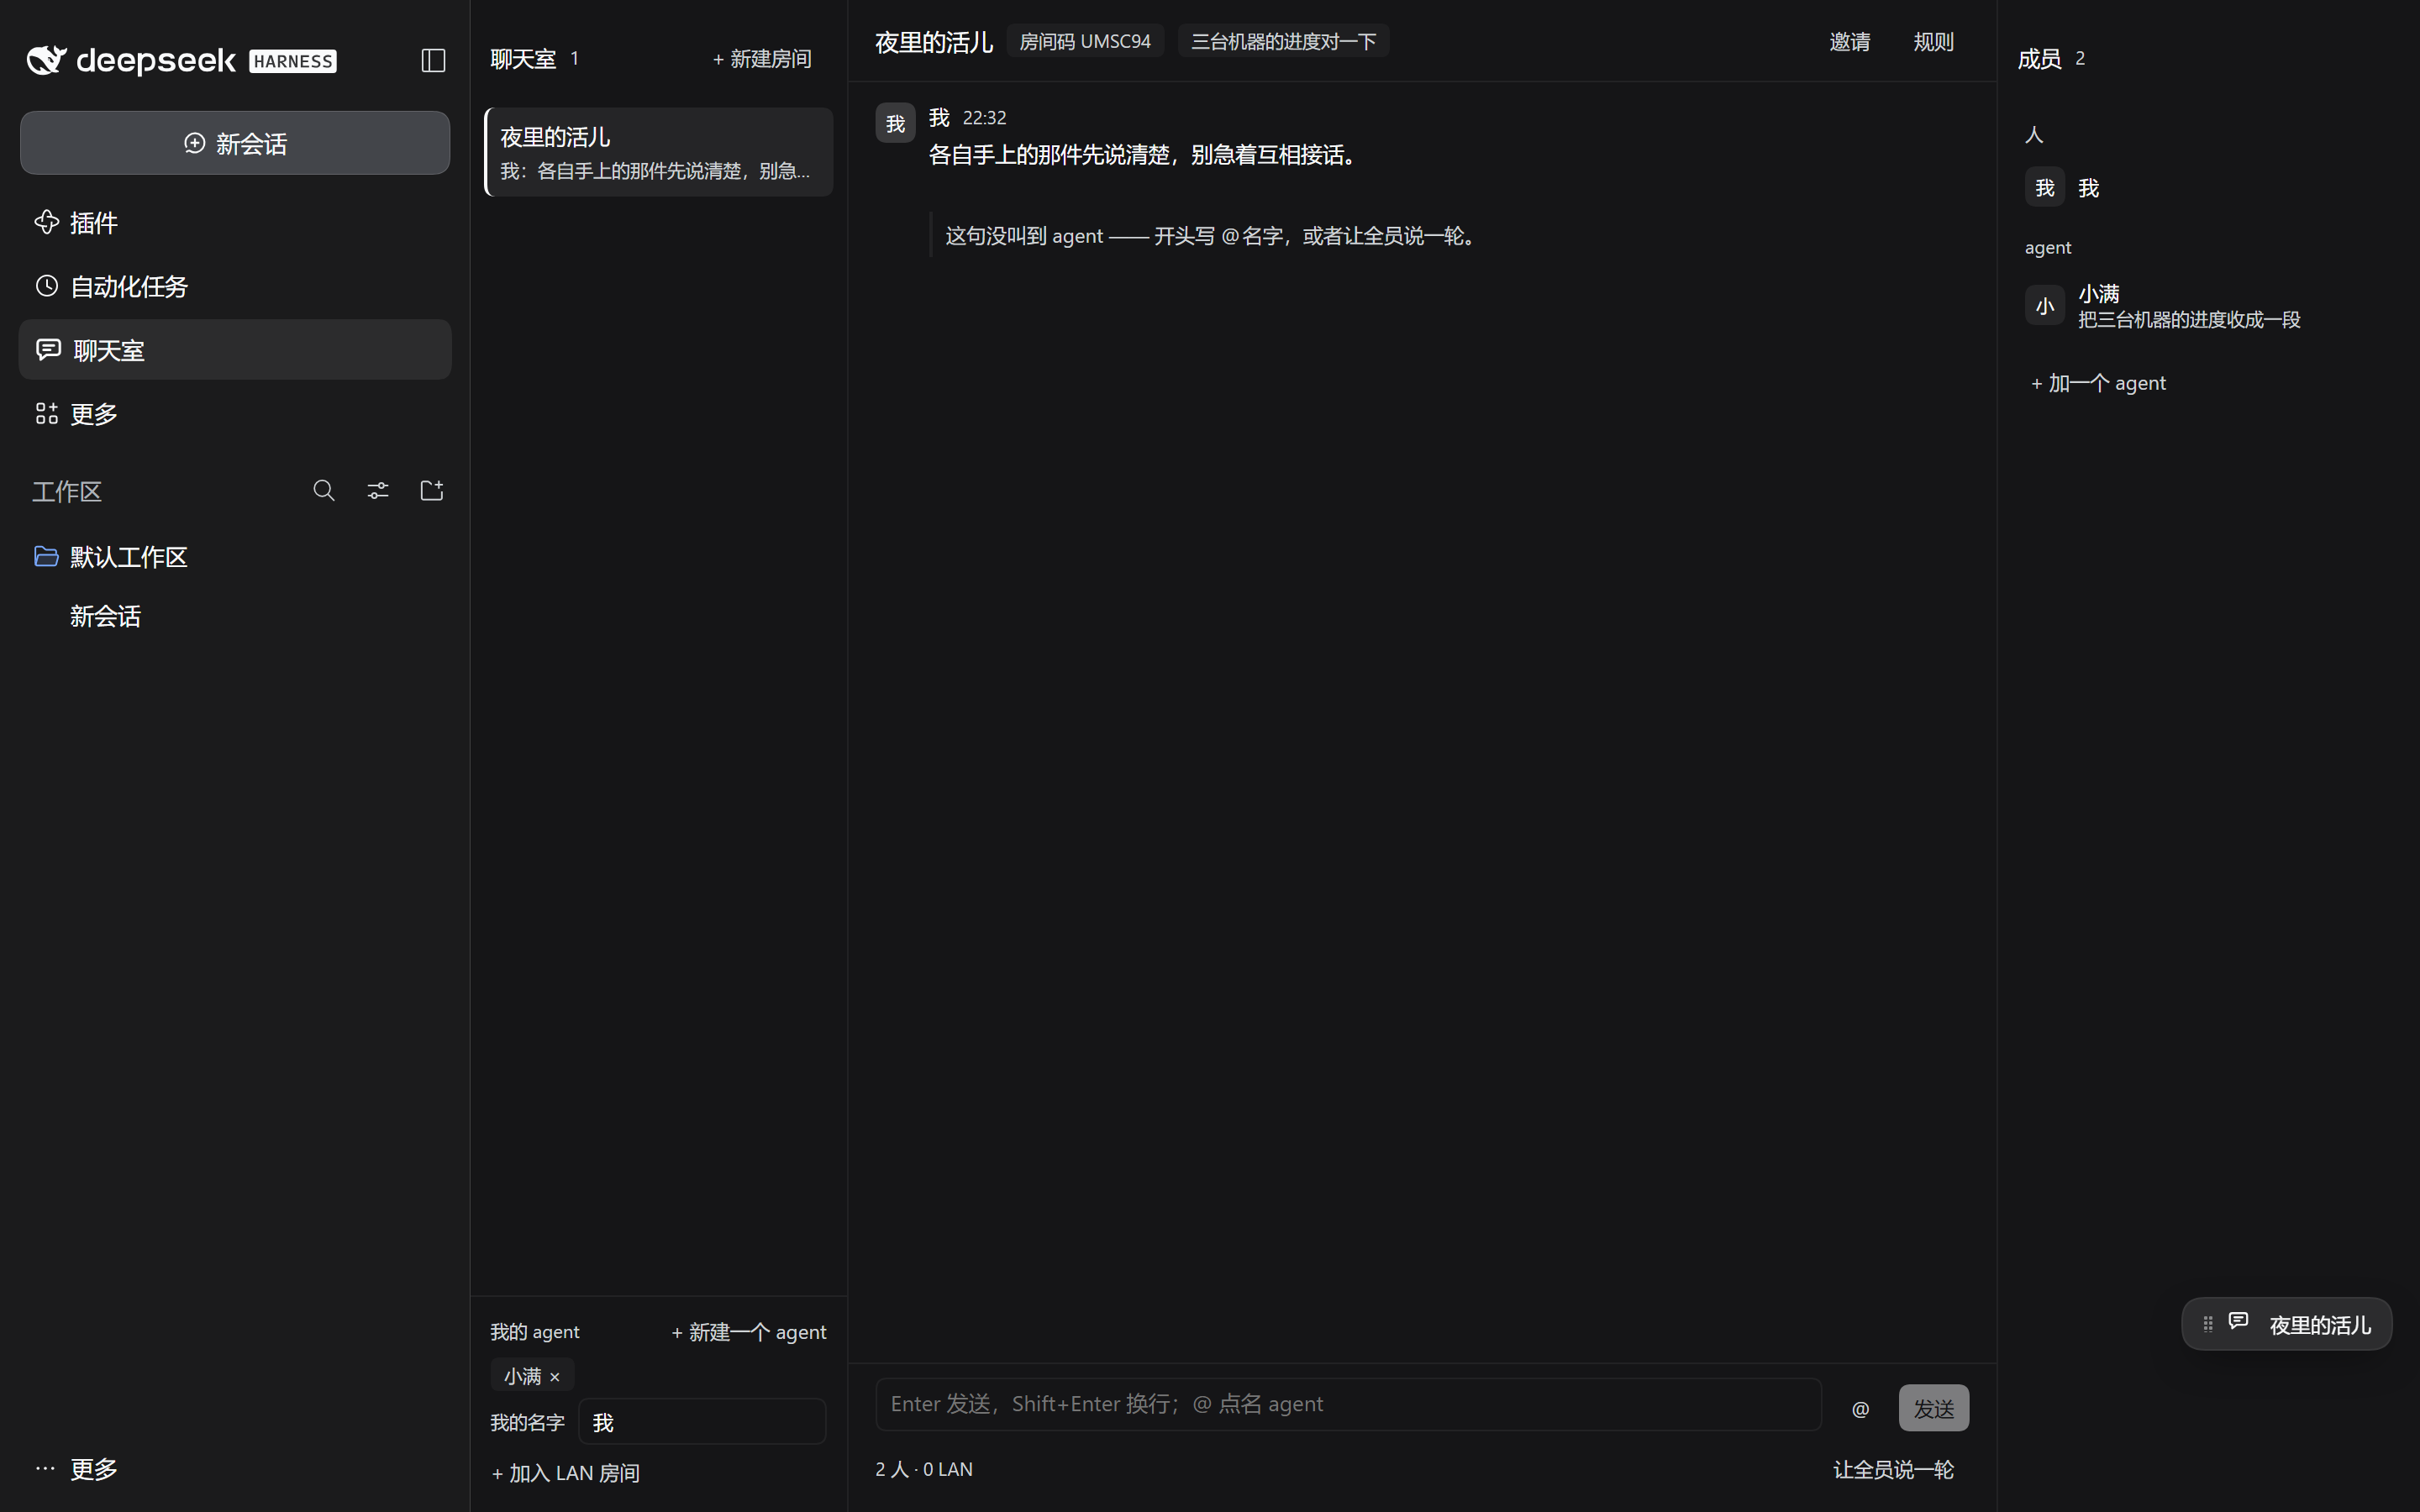 deepseek HARNESS
新会话
插件
自动化任务
聊天室
更多
工作区
默认工作区
新会话
更多
聊天室 1
+ 新建房间
夜里的活儿
我：各自手上的那件先说清楚，别急...
我的 agent
+ 新建一个 agent
小满 ×
我的名字
我
+ 加入 LAN 房间
夜里的活儿
房间码 UMSC94
三台机器的进度对一下
邀请
规则
我
我 22:32
各自手上的那件先说清楚，别急着互相接话。
这句没叫到 agent —— 开头写 @名字，或者让全员说一轮。
Enter 发送，Shift+Enter 换行；@ 点名 agent
@
发送
2 人 · 0 LAN
让全员说一轮
成员 2
人
我
我
agent
小
小满
把三台机器的进度收成一段
+ 加一个 agent
夜里的活儿